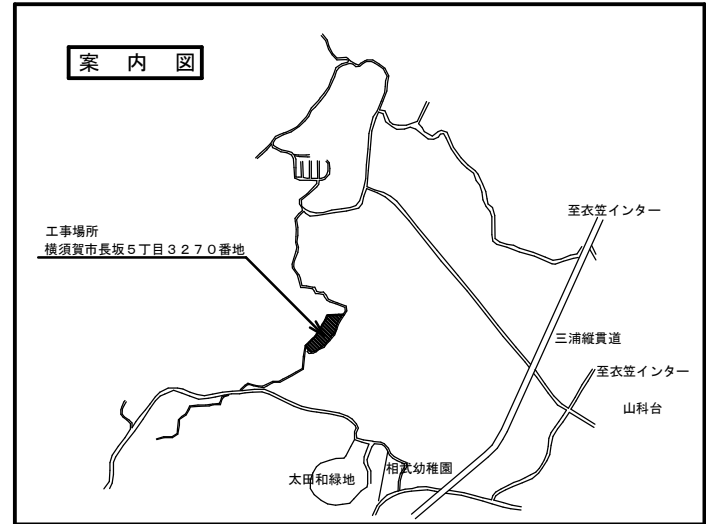 案内図
至衣笠インター
工事場所
横須賀市長坂５丁目３２７０番地
三浦縦貫道
至衣笠インター
山科台
相武幼稚園
太田和緑地